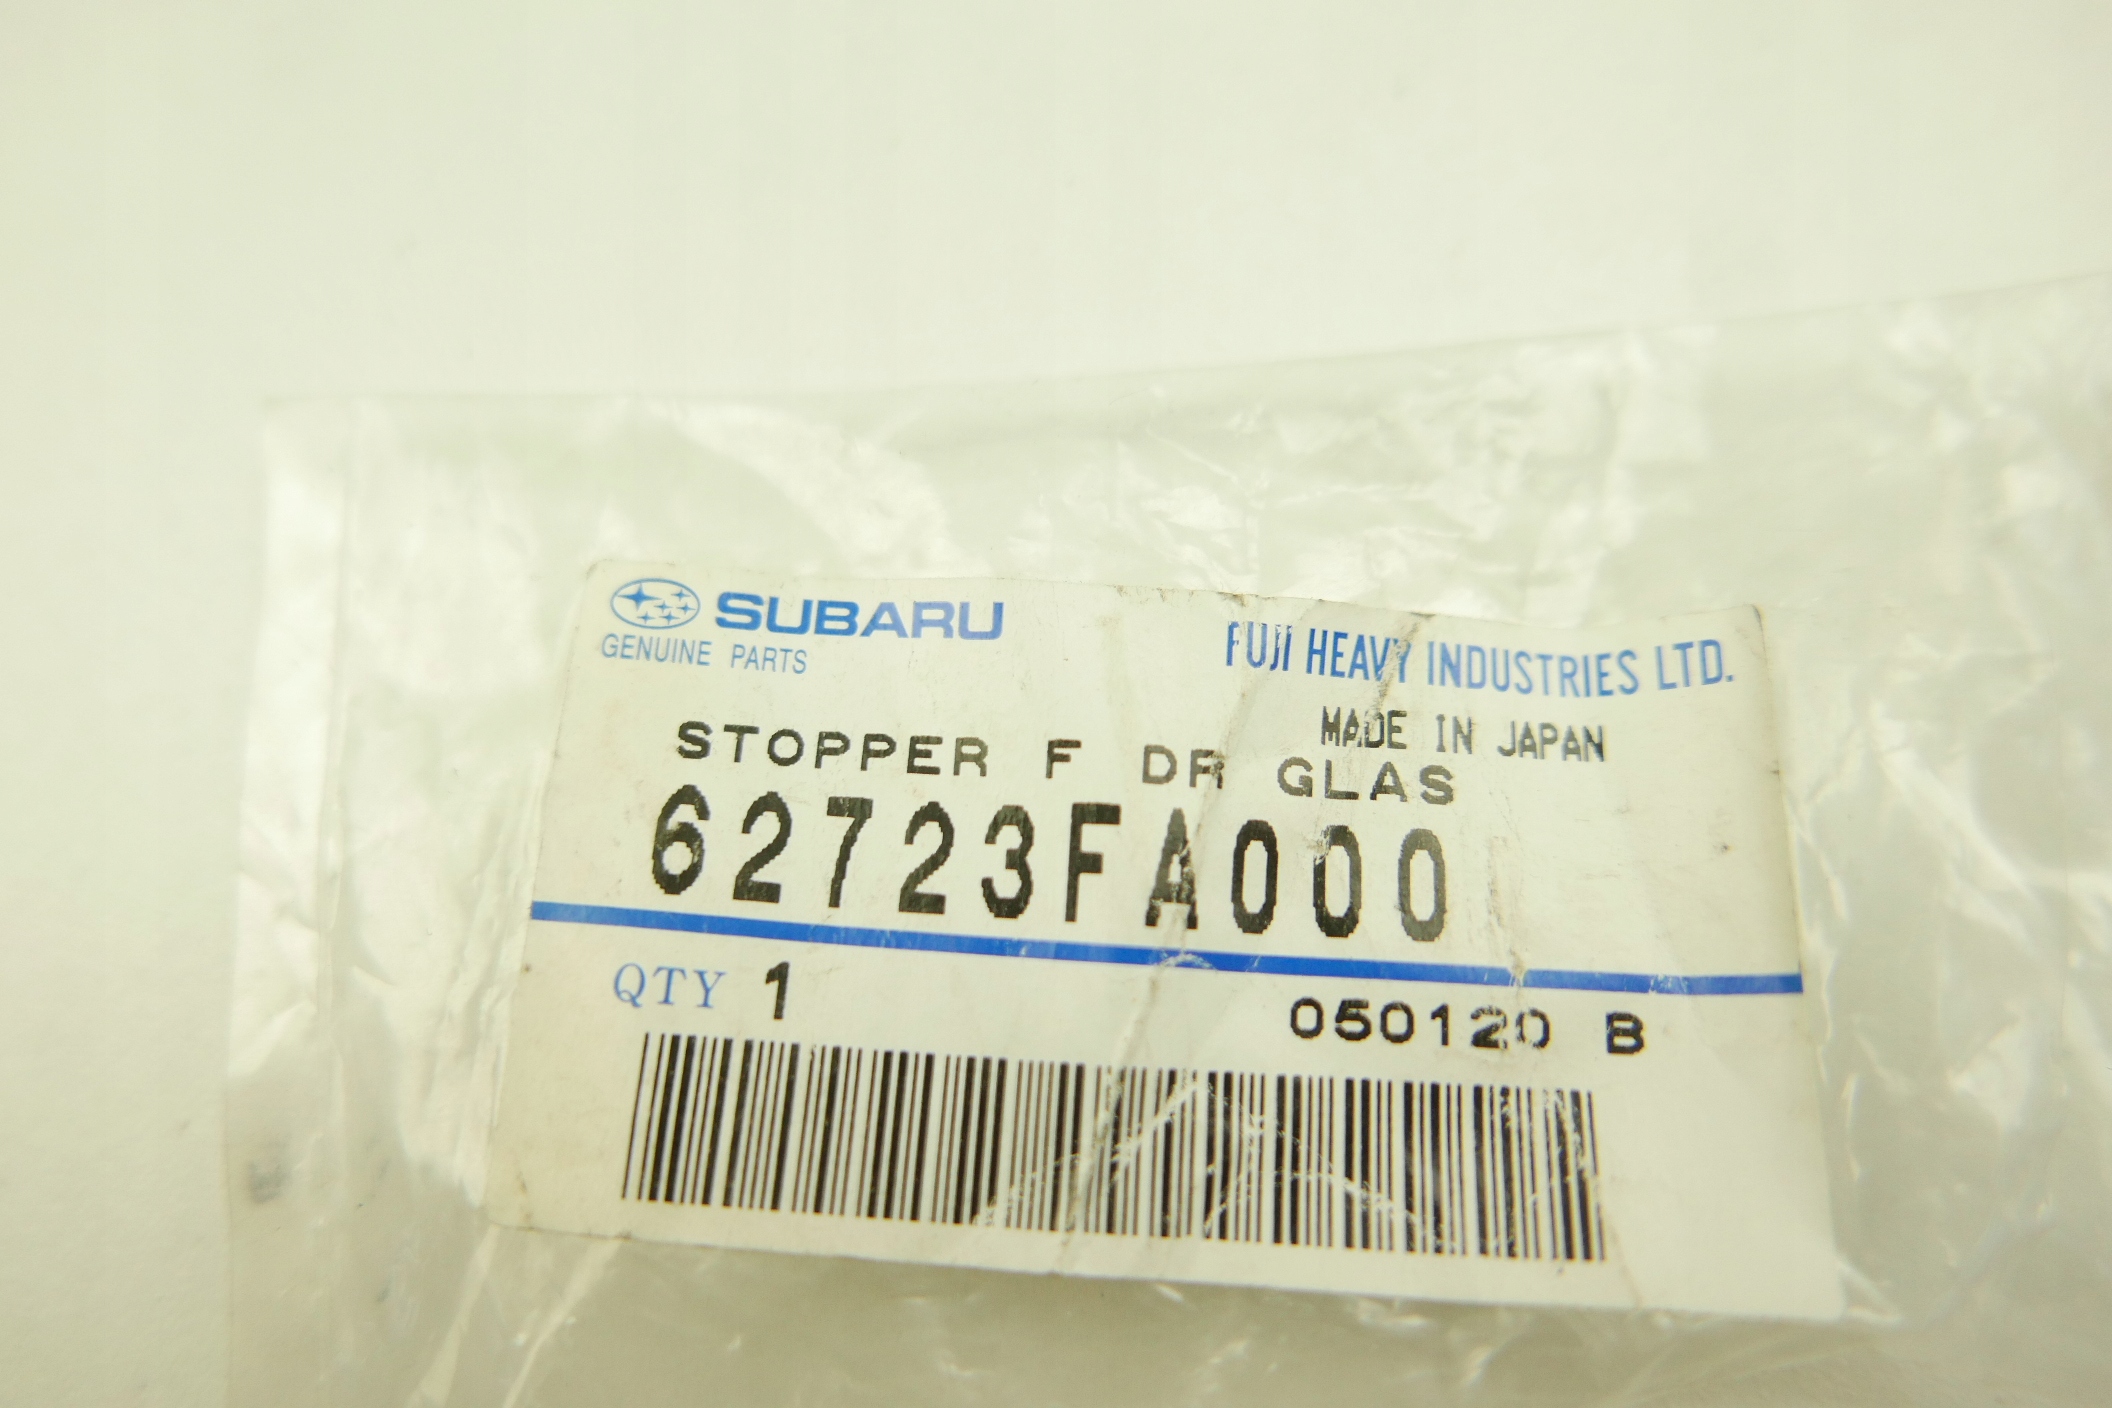 SUBARU
GENUINE PARTS
FUJI HEAVY INDUSTRIES LTD.
MADE IN JAPAN
STOPPER F DR GLAS
62723FA000
QTY 1
050120 B